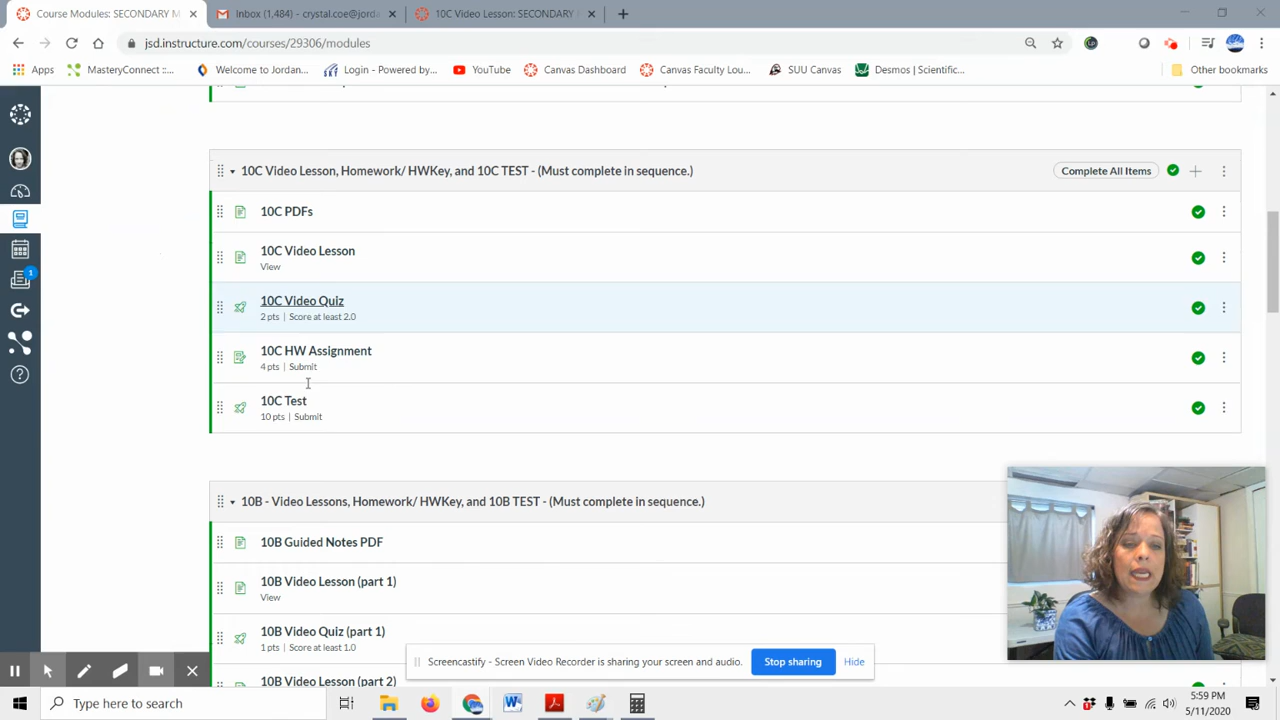 Course Modules: SECONDARY M
Inbox (1,484) - crystal.coe@jorda
10C Video Lesson: SECONDARY
jsd.instructure.com/courses/29306/modules
Apps
MasteryConnect ::...
Welcome to Jordan...
Login - Powered by...
YouTube
Canvas Dashboard
Canvas Faculty Lou...
SUU Canvas
Desmos | Scientific...
Other bookmarks
10C Video Lesson, Homework/ HWKey, and 10C TEST - (Must complete in sequence.)
Complete All Items
10C PDFs
10C Video Lesson
View
10C Video Quiz
2 pts | Score at least 2.0
10C HW Assignment
4 pts | Submit
10C Test
10 pts | Submit
10B - Video Lessons, Homework/ HWKey, and 10B TEST - (Must complete in sequence.)
10B Guided Notes PDF
10B Video Lesson (part 1)
View
10B Video Quiz (part 1)
1 pts | Score at least 1.0
10B Video Lesson (part 2)
1
Screencastify - Screen Video Recorder is sharing your screen and audio.
Stop sharing
Hide
Type here to search
5:59 PM
5/11/2020